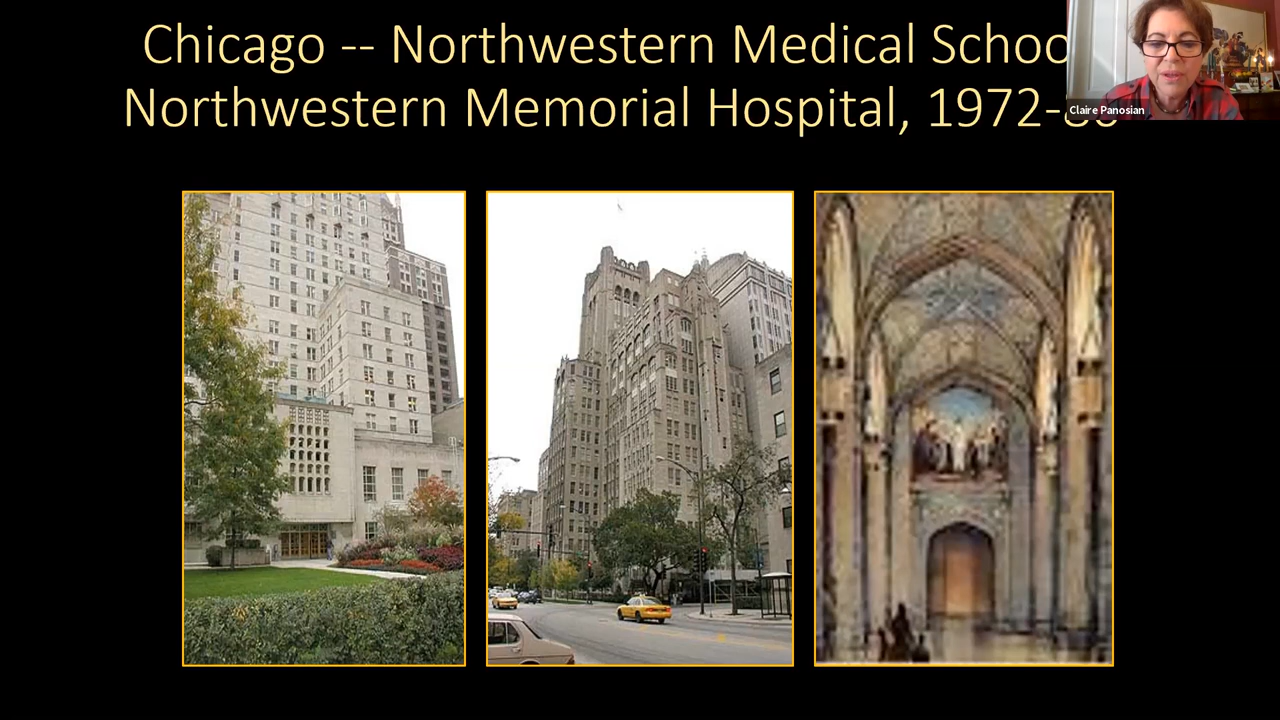 Chicago -- Northwestern Medical Schoo
Northwestern Memorial Hospital, 1972-
Claire Panosian